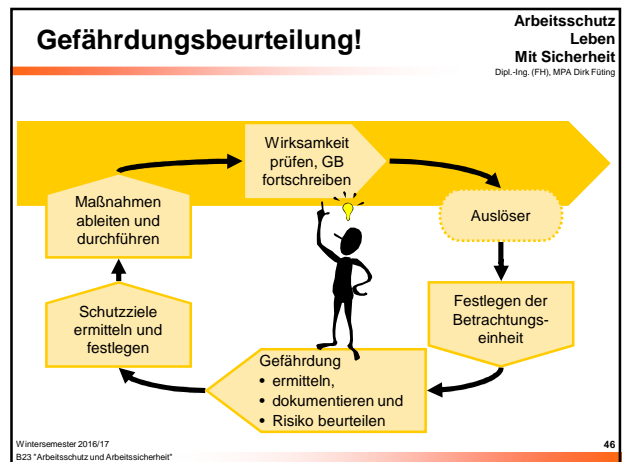 Gefährdungsbeurteilung!
Arbeitsschutz
Leben
Mit Sicherheit
Dipl.-Ing. (FH), MPA Dirk Füting
Wirksamkeit
prüfen, GB
fortschreiben
Auslöser
Festlegen der
Betrachtungs-
einheit
Gefährdung
• ermitteln,
• dokumentieren und
• Risiko beurteilen
Schutzziele
ermitteln und
festlegen
Maßnahmen
ableiten und
durchführen
Wintersemester 2016/17
B23 "Arbeitsschutz und Arbeitssicherheit"
46